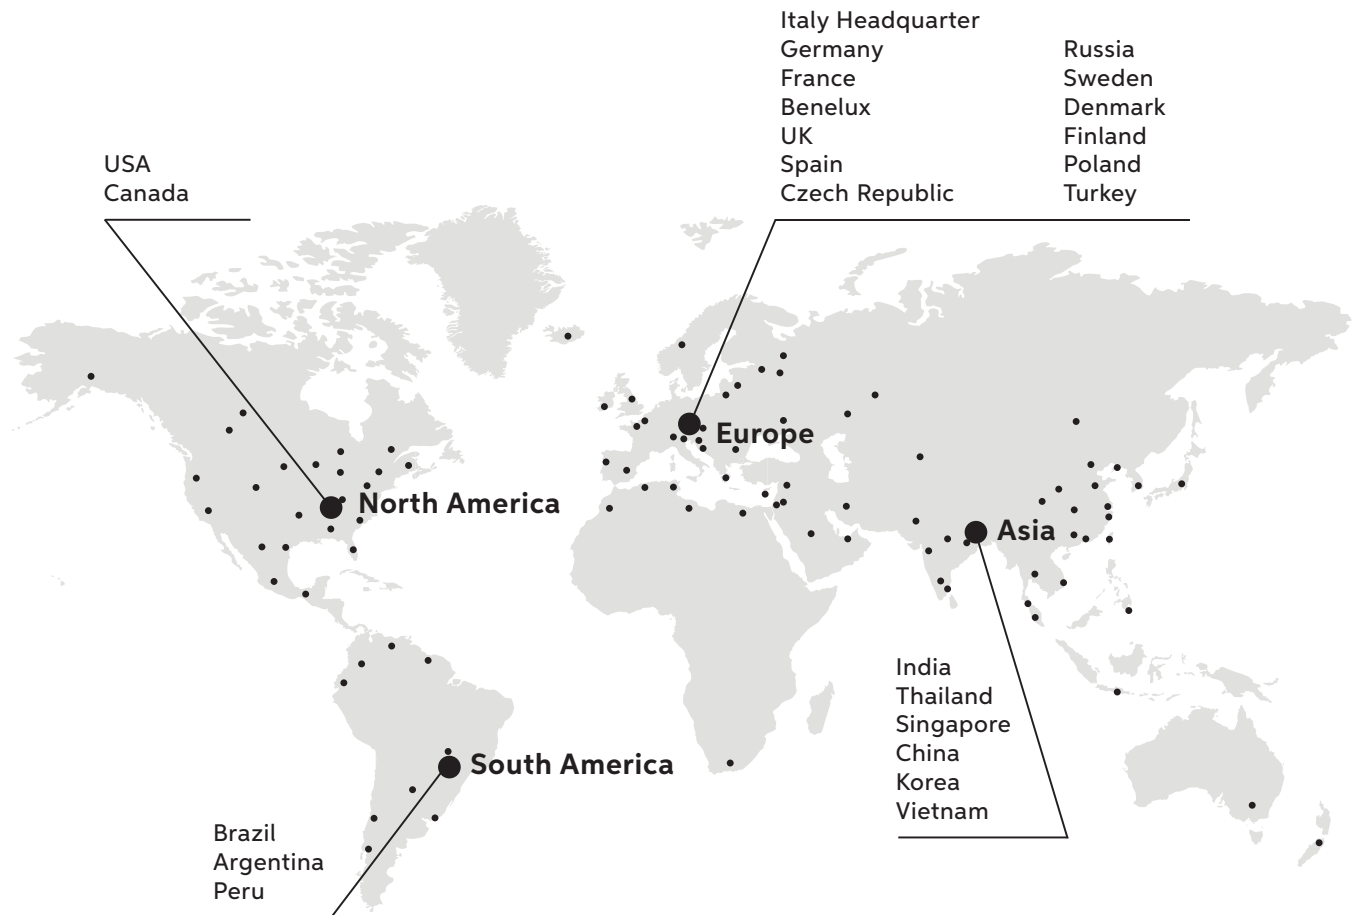 Italy Headquarter
Germany
France
Benelux
UK
Spain
Czech Republic
Russia
Sweden
Denmark
Finland
Poland
Turkey
USA
Canada
Europe
North America
Asia
India
Thailand
Singapore
China
Korea
Vietnam
South America
Brazil
Argentina
Peru